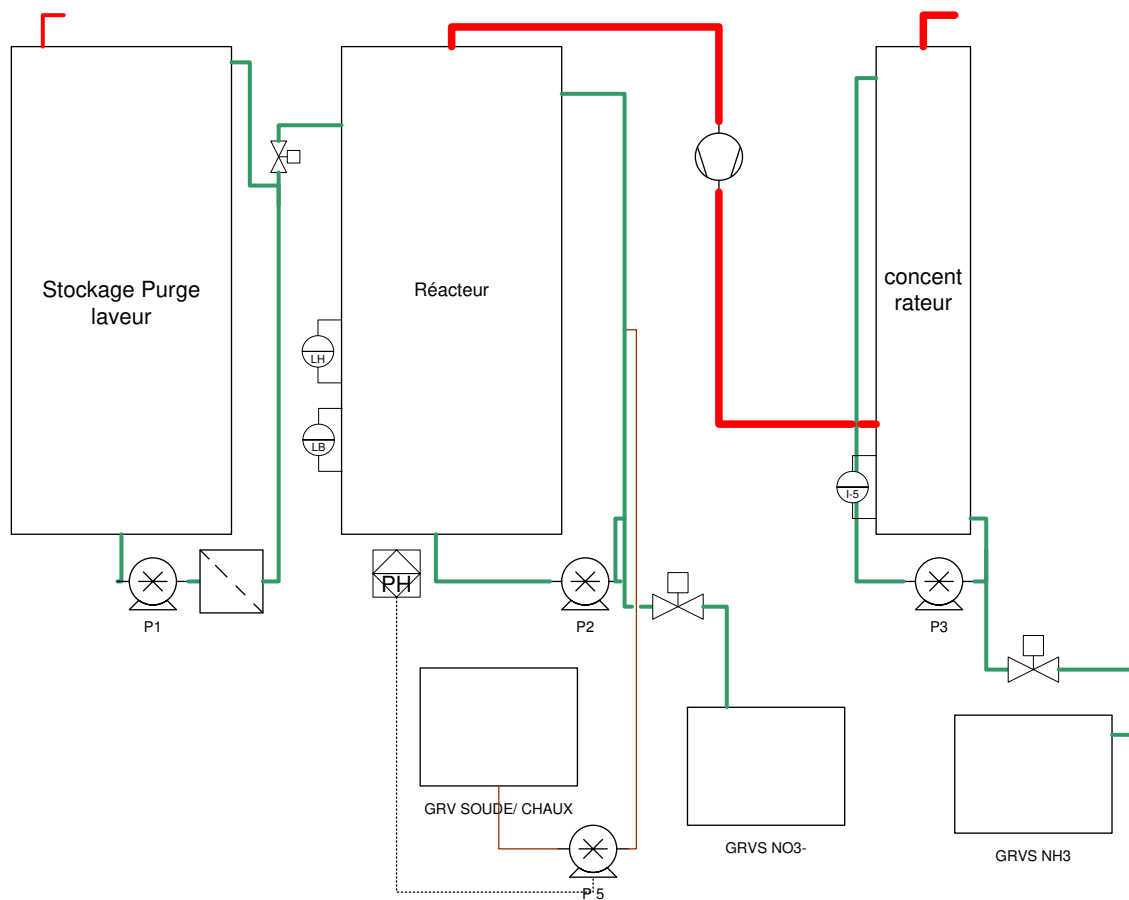 Stockage Purge
laveur
Réacteur
concent
rateur
LH
LB
I-5
PH
P1
P2
P3
GRV SOUDE/ CHAUX
GRVS NO3-
GRVS NH3
P 5